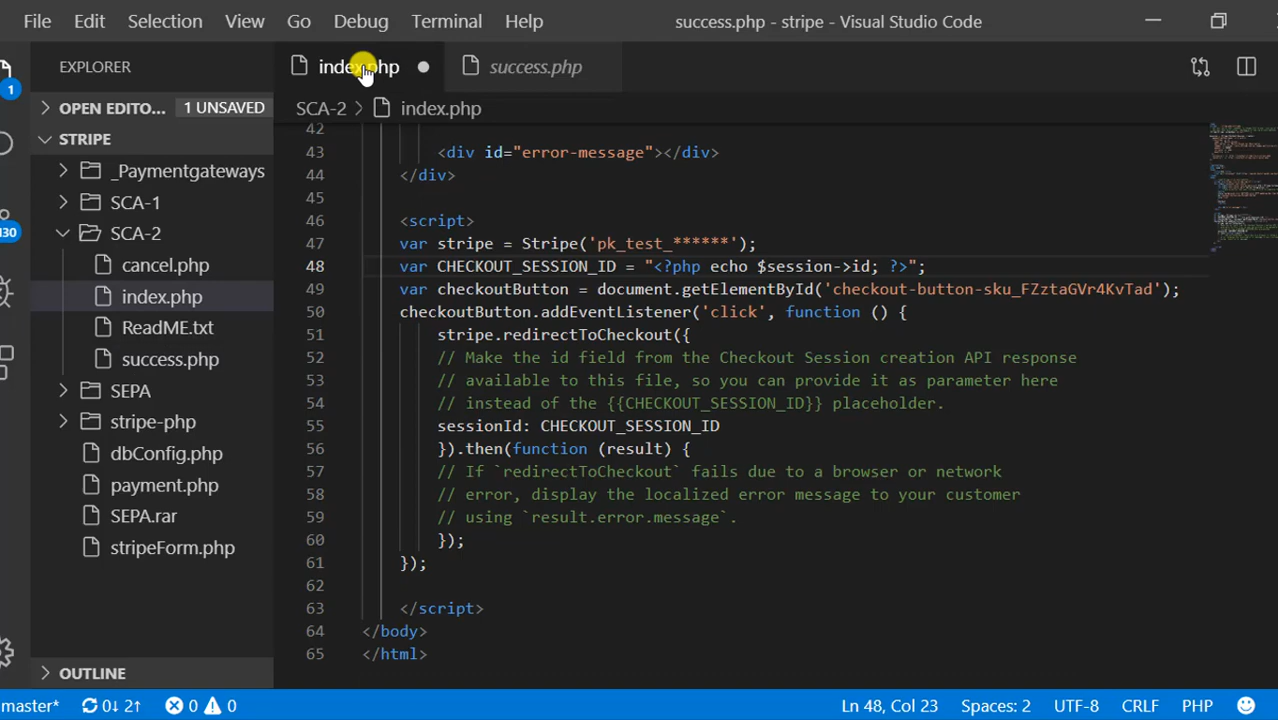 File Edit Selection View Go Debug Terminal Help success.php - stripe - Visual Studio Code
EXPLORER
index.php
success.php
1
OPEN EDITO... 1 UNSAVED
SCA-2 > index.php
STRIPE
_Paymentgateways
SCA-1
SCA-2
cancel.php
index.php
ReadME.txt
success.php
SEPA
stripe-php
dbConfig.php
payment.php
SEPA.rar
stripeForm.php
OUTLINE
42
43 <div id="error-message"></div>
44 </div>
45
46 <script>
47 var stripe = Stripe('pk_test_******');
48 var CHECKOUT_SESSION_ID = "<?php echo $session->id; ?>";
49 var checkoutButton = document.getElementById('checkout-button-sku_FZztaGVr4KvTad');
50 checkoutButton.addEventListener('click', function () {
51 stripe.redirectToCheckout({
52 // Make the id field from the Checkout Session creation API response
53 // available to this file, so you can provide it as parameter here
54 // instead of the {{CHECKOUT_SESSION_ID}} placeholder.
55 sessionId: CHECKOUT_SESSION_ID
56 }).then(function (result) {
57 // If `redirectToCheckout` fails due to a browser or network
58 // error, display the localized error message to your customer
59 // using `result.error.message`.
60 });
61 });
62
63 </script>
64 </body>
65 </html>
master* 0↓ 2↑ 0 0 Ln 48, Col 23 Spaces: 2 UTF-8 CRLF PHP